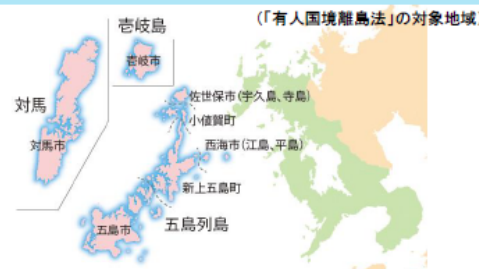 (「有人国境離島法」の対象地域)
壱岐島
壱岐市
対馬
対馬市
佐世保市(宇久島、寺島)
小値賀町
西海市(江島、平島)
新上五島町
五島列島
五島市